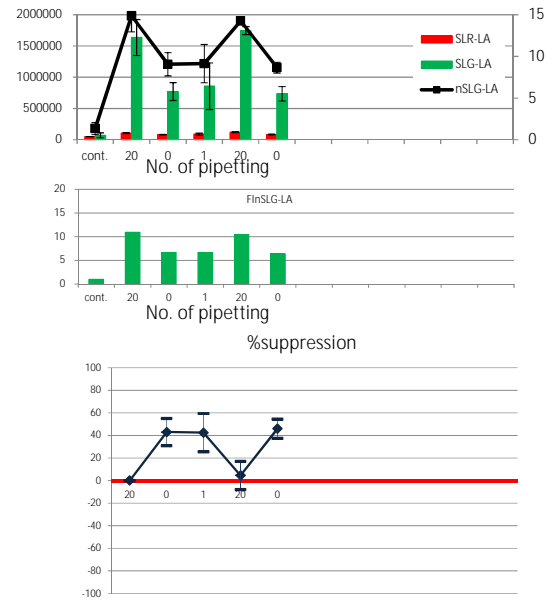 2000000
1500000
1000000
500000
0
15
10
5
0
SLR-LA
SLG-LA
nSLG-LA
cont. 20 0 1 20 0
No. of pipetting
20
15
10
5
0
FInSLG-LA
cont. 20 0 1 20 0
No. of pipetting
%suppression
100
80
60
40
20
0
-20
-40
-60
-80
-100
20 0 1 20 0